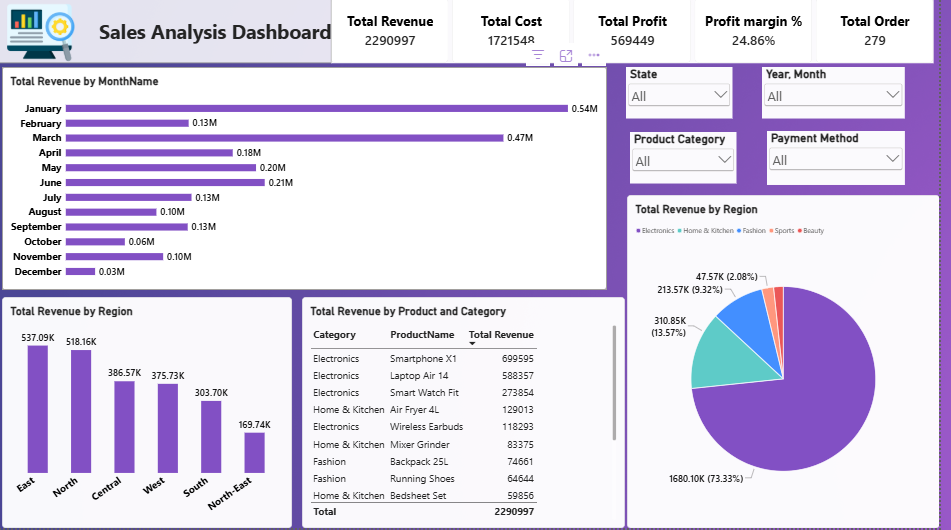 Sales Analysis Dashboard
Total Revenue
2290997
Total Cost
1721548
Total Profit
569449
Profit margin %
24.86%
Total Order
279
Total Revenue by MonthName
January 0.54M
February 0.13M
March 0.47M
April 0.18M
May 0.20M
June 0.21M
July 0.13M
August 0.10M
September 0.13M
October 0.06M
November 0.10M
December 0.03M
State
All
Year, Month
All
Product Category
All
Payment Method
All
Total Revenue by Region
537.09K
518.16K
386.57K
375.73K
303.70K
169.74K
East
North
Central
West
South
North-East
Total Revenue by Product and Category
Category ProductName Total Revenue
Electronics Smartphone X1 699595
Electronics Laptop Air 14 588357
Electronics Smart Watch Fit 273854
Home & Kitchen Air Fryer 4L 129013
Electronics Wireless Earbuds 118293
Home & Kitchen Mixer Grinder 83375
Fashion Backpack 25L 74661
Fashion Running Shoes 64644
Home & Kitchen Bedsheet Set 59856
Total 2290997
Total Revenue by Region
Electronics Home & Kitchen Fashion Sports Beauty
47.57K (2.08%)
213.57K (9.32%)
310.85K
(13.57%)
1680.10K (73.33%)